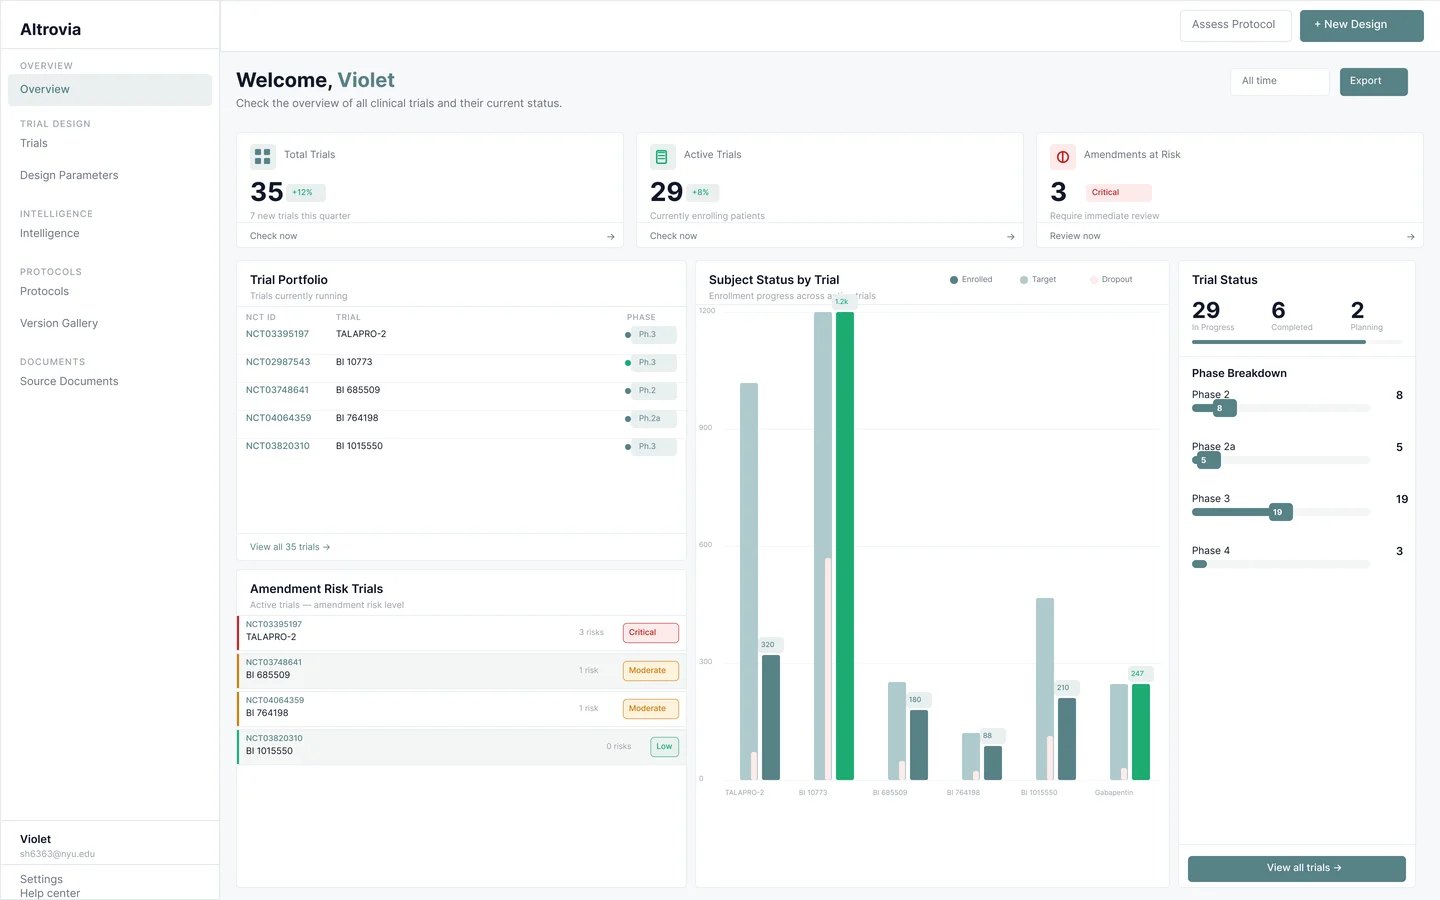 Altrovia
OVERVIEW
Overview
TRIAL DESIGN
Trials
Design Parameters
INTELLIGENCE
Intelligence
PROTOCOLS
Protocols
Version Gallery
DOCUMENTS
Source Documents
Violet
sh6363@nyu.edu
Settings
Help center
Assess Protocol
+ New Design
Welcome, Violet
Check the overview of all clinical trials and their current status.
All time
Export
Total Trials
35 +12%
7 new trials this quarter
Check now →
Active Trials
29 +8%
Currently enrolling patients
Check now →
Amendments at Risk
3 Critical
Require immediate review
Review now →
Trial Portfolio
Trials currently running
NCT ID TRIAL PHASE
NCT03395197 TALAPRO-2 Ph.3
NCT02987543 BI 10773 Ph.3
NCT03748641 BI 685509 Ph.2
NCT04064359 BI 764198 Ph.2a
NCT03820310 BI 1015550 Ph.3
View all 35 trials →
Amendment Risk Trials
Active trials — amendment risk level
NCT03395197
TALAPRO-2
3 risks Critical
NCT03748641
BI 685509
1 risk Moderate
NCT04064359
BI 764198
1 risk Moderate
NCT03820310
BI 1015550
0 risks Low
Subject Status by Trial
Enrolled Target Dropout
Enrollment progress across trials
1.2k
1200
900
600
300
0
320
180
88
210
247
TALAPRO-2 BI 10773 BI 685509 BI 764198 BI 1015550 Gabapentin
Trial Status
29 6 2
In Progress Completed Planning
Phase Breakdown
Phase 2 8
8
Phase 2a 5
5
Phase 3 19
19
Phase 4 3
View all trials →